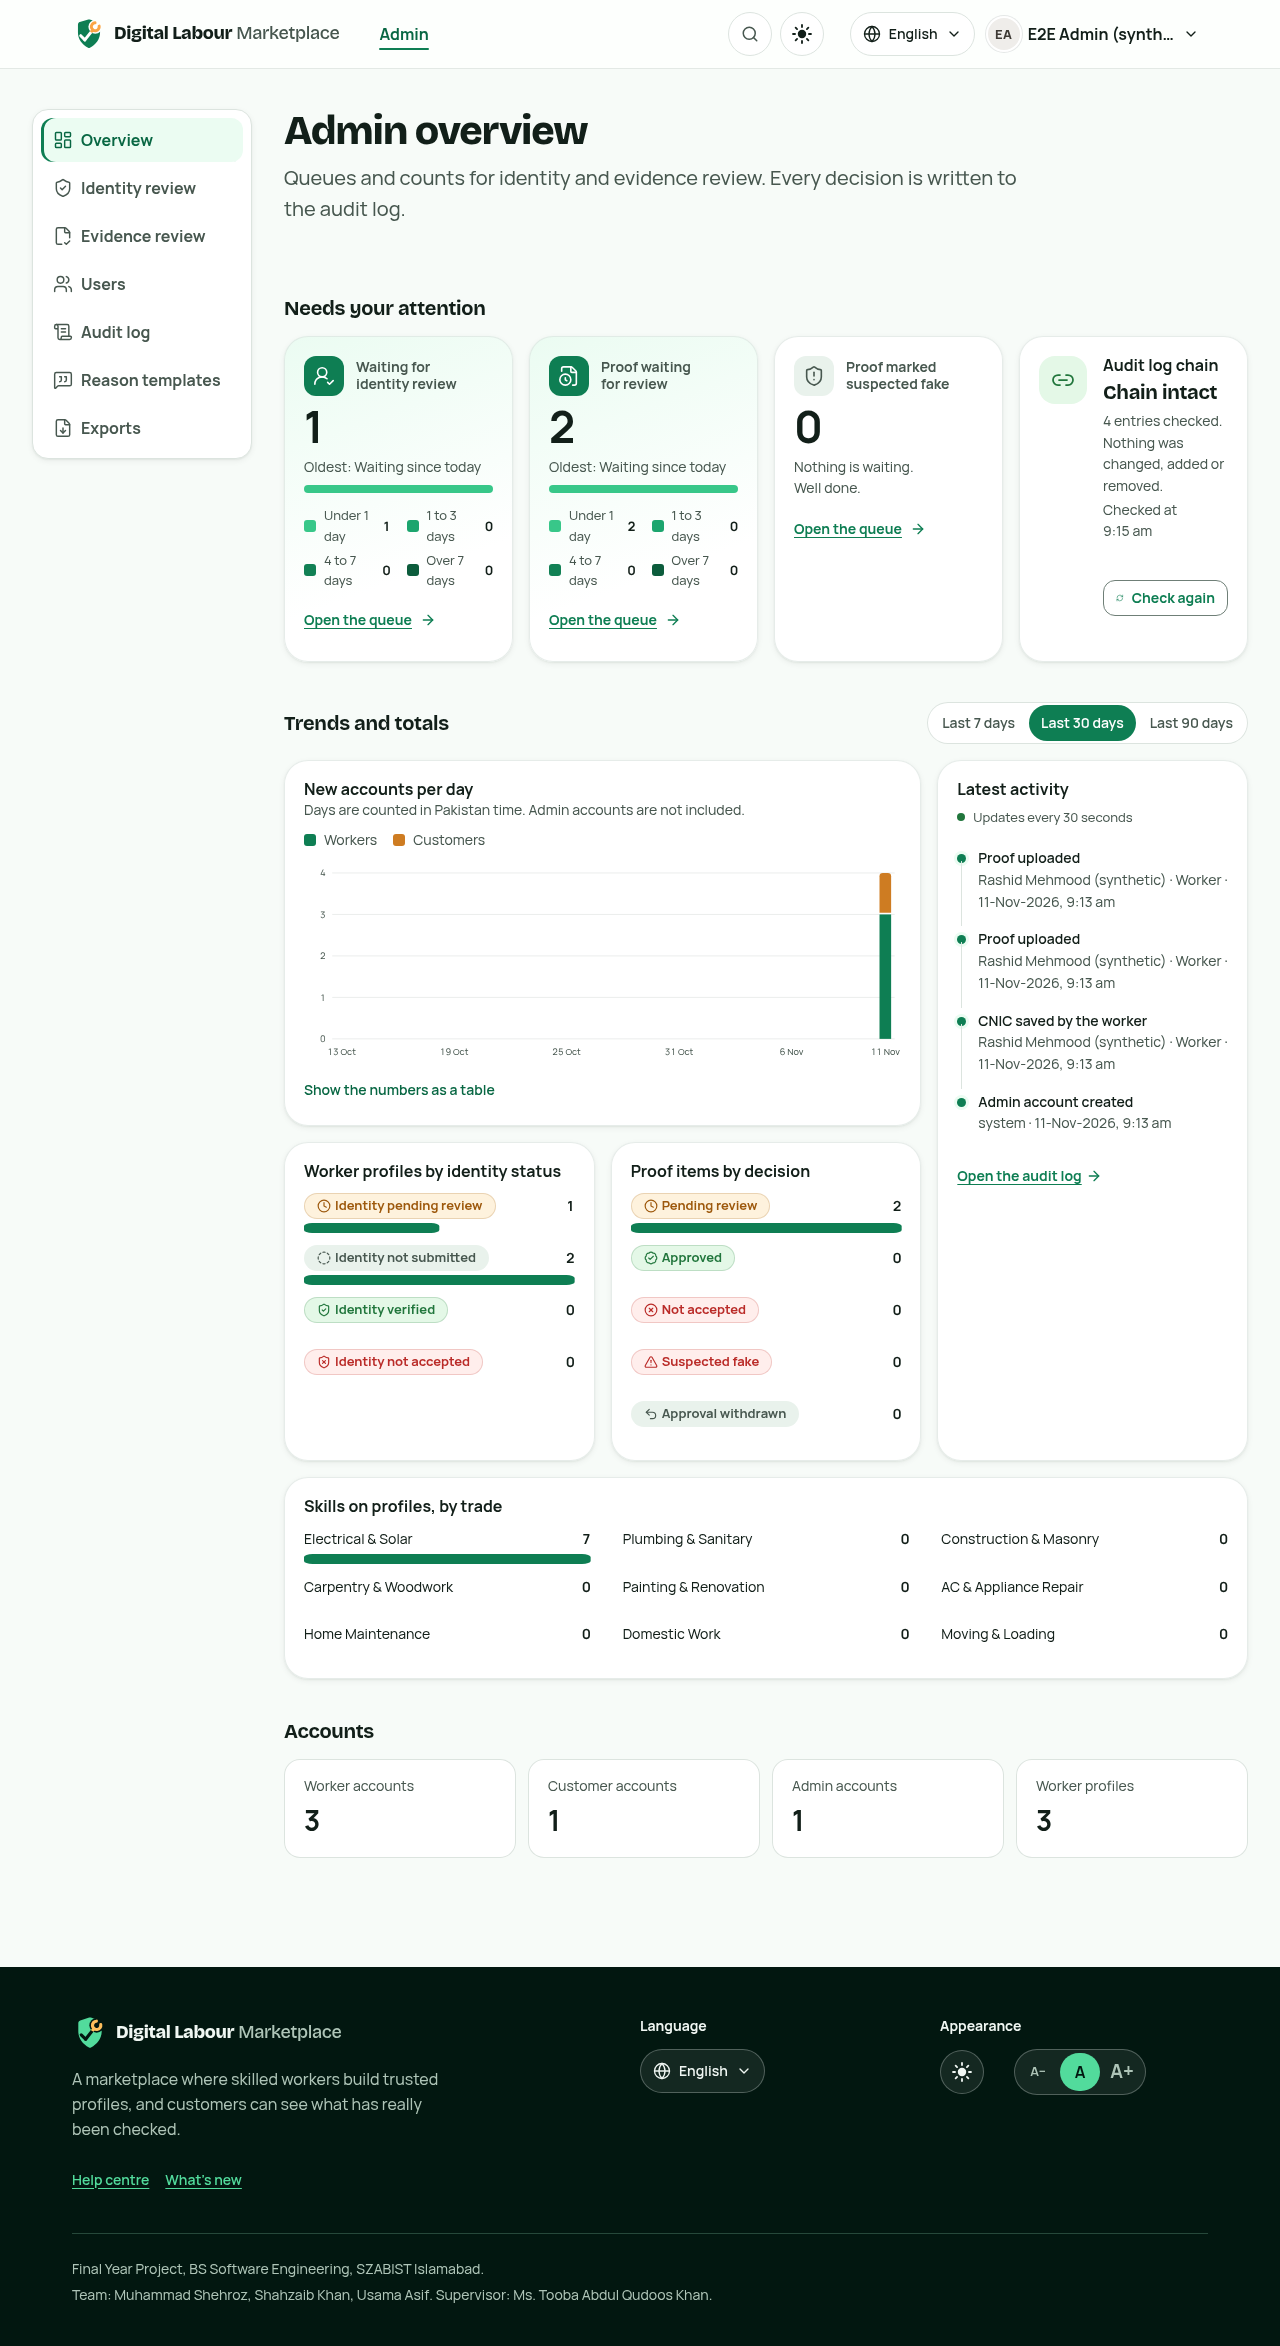 Digital Labour Marketplace
Admin
English
EA
E2E Admin (synth...
Overview
Identity review
Evidence review
Users
Audit log
Reason templates
Exports
Admin overview
Queues and counts for identity and evidence review. Every decision is written to
the audit log.
Needs your attention
Waiting for
identity review
1
Oldest: Waiting since today
Under 1
day
1
1 to 3
days
0
4 to 7
days
0
Over 7
days
0
Open the queue
Proof waiting
for review
2
Oldest: Waiting since today
Under 1
day
2
1 to 3
days
0
4 to 7
days
0
Over 7
days
0
Open the queue
Proof marked
suspected fake
0
Nothing is waiting.
Well done.
Open the queue
Audit log chain
Chain intact
4 entries checked.
Nothing was
changed, added or
removed.
Checked at
9:15 am
Check again
Trends and totals
Last 7 days
Last 30 days
Last 90 days
New accounts per day
Days are counted in Pakistan time. Admin accounts are not included.
Workers
Customers
4
3
2
1
0
13 Oct
19 Oct
25 Oct
31 Oct
6 Nov
11 Nov
Show the numbers as a table
Latest activity
Updates every 30 seconds
Proof uploaded
Rashid Mehmood (synthetic) · Worker ·
11-Nov-2026, 9:13 am
Proof uploaded
Rashid Mehmood (synthetic) · Worker ·
11-Nov-2026, 9:13 am
CNIC saved by the worker
Rashid Mehmood (synthetic) · Worker ·
11-Nov-2026, 9:13 am
Admin account created
system · 11-Nov-2026, 9:13 am
Open the audit log
Worker profiles by identity status
Identity pending review
1
Identity not submitted
2
Identity verified
0
Identity not accepted
0
Proof items by decision
Pending review
2
Approved
0
Not accepted
0
Suspected fake
0
Approval withdrawn
0
Skills on profiles, by trade
Electrical & Solar
7
Plumbing & Sanitary
0
Construction & Masonry
0
Carpentry & Woodwork
0
Painting & Renovation
0
AC & Appliance Repair
0
Home Maintenance
0
Domestic Work
0
Moving & Loading
0
Accounts
Worker accounts
3
Customer accounts
1
Admin accounts
1
Worker profiles
3
Digital Labour Marketplace
A marketplace where skilled workers build trusted
profiles, and customers can see what has really
been checked.
Help centre
What's new
Language
English
Appearance
A−
A
A+
Final Year Project, BS Software Engineering, SZABIST Islamabad.
Team: Muhammad Shehroz, Shahzaib Khan, Usama Asif. Supervisor: Ms. Tooba Abdul Qudoos Khan.